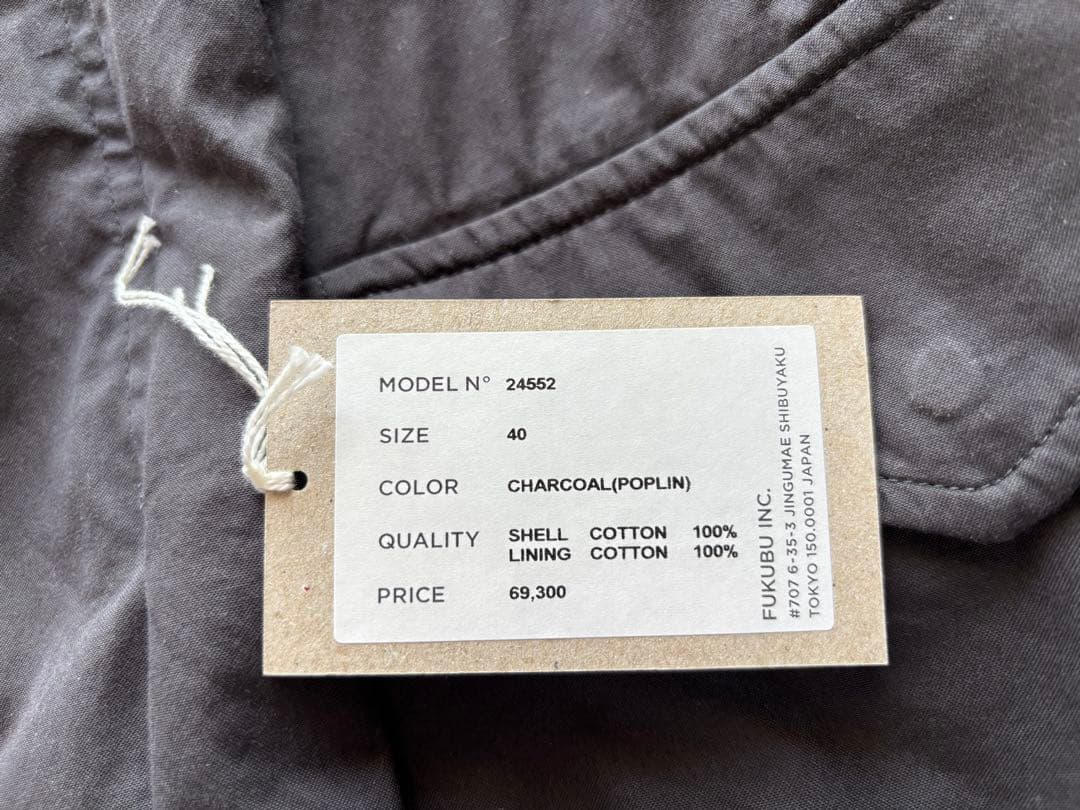 MODEL N° 24552
SIZE 40
COLOR CHARCOAL(POPLIN)
QUALITY SHELL COTTON 100%
LINING COTTON 100%
PRICE 69,300
FUKUBU INC.
#707 6-35-3 JINGUMAE SHIBUYAKU
TOKYO 150.0001 JAPAN